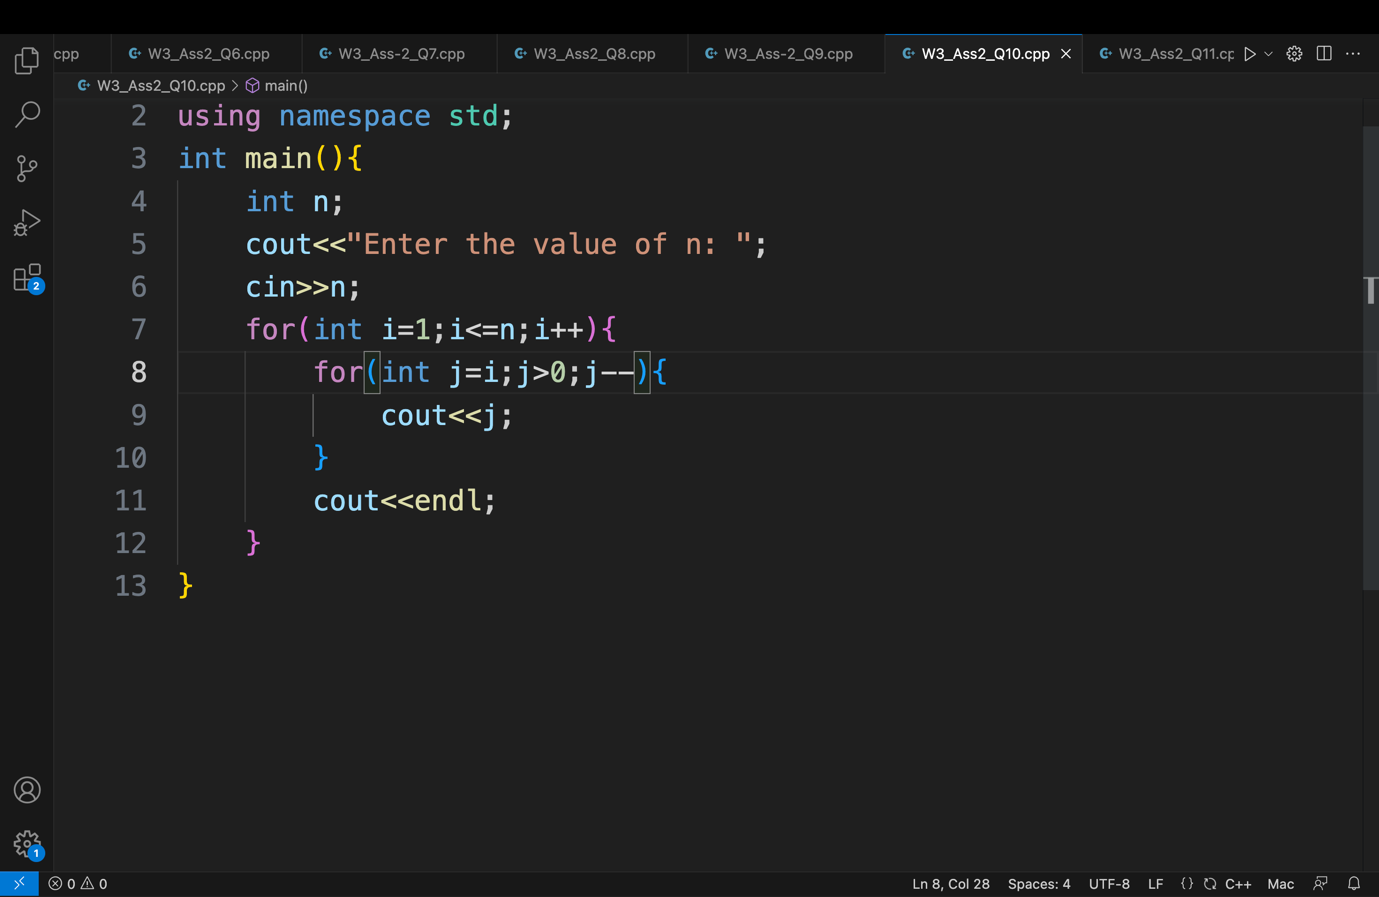 cpp W3_Ass2_Q6.cpp W3_Ass-2_Q7.cpp W3_Ass2_Q8.cpp W3_Ass-2_Q9.cpp W3_Ass2_Q10.cpp W3_Ass2_Q11.cp
W3_Ass2_Q10.cpp > main()
2 using namespace std;
3 int main(){
4 int n;
5 cout<<"Enter the value of n: ";
6 cin>>n;
7 for(int i=1;i<=n;i++){
8 for(int j=i;j>0;j--){
9 cout<<j;
10 }
11 cout<<endl;
12 }
13 }
2
1
0 0 Ln 8, Col 28 Spaces: 4 UTF-8 LF {} C++ Mac